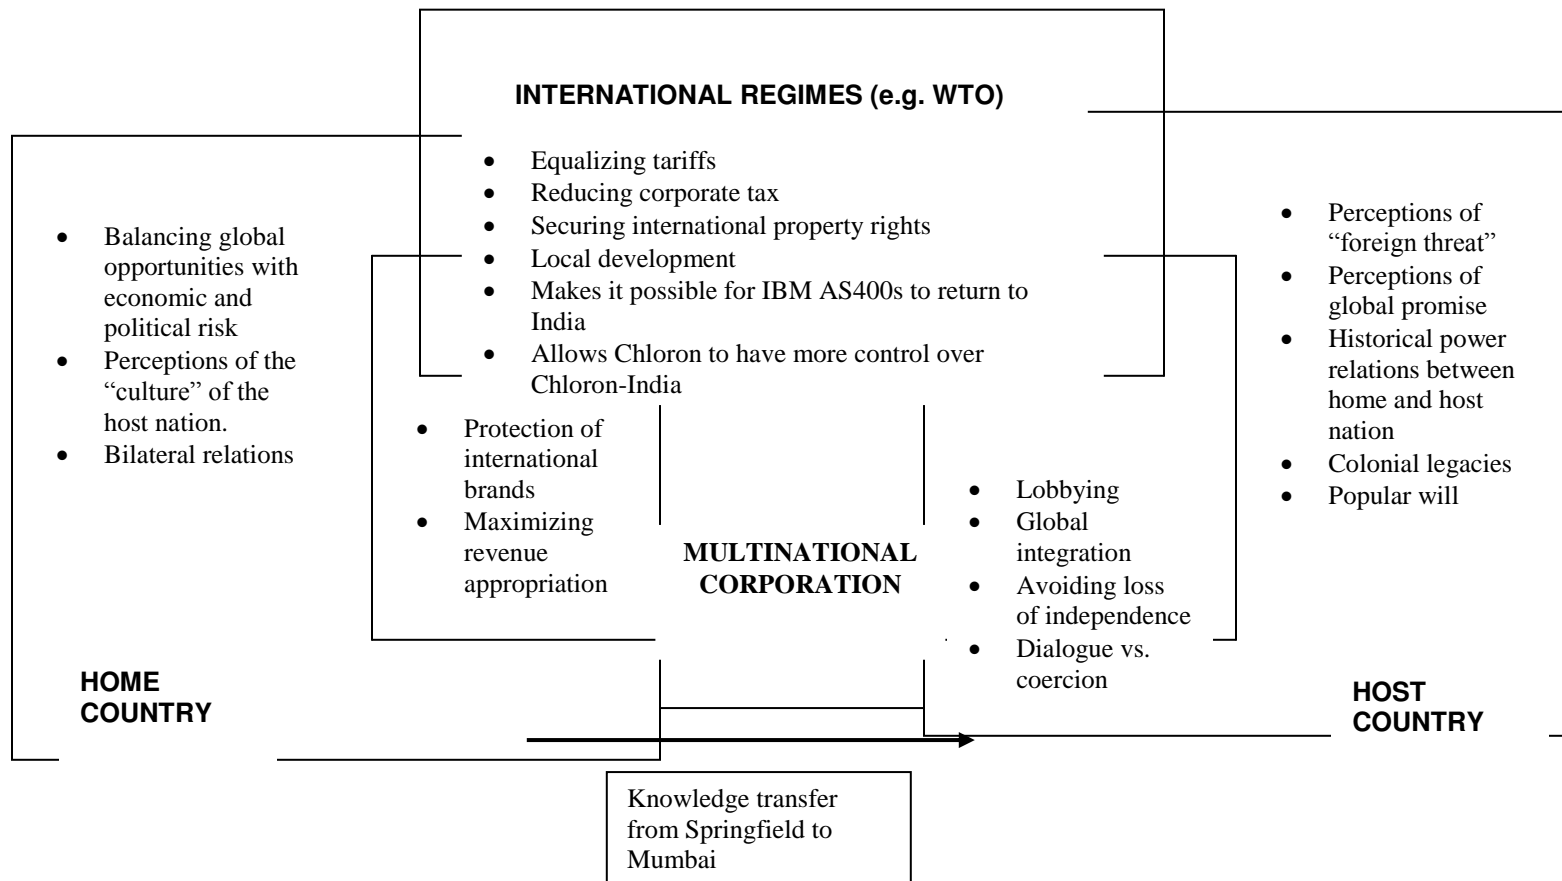 INTERNATIONAL REGIMES (e.g. WTO)
• Equalizing tariffs
• Reducing corporate tax
• Securing international property rights
• Local development
• Makes it possible for IBM AS400s to return to
India
• Allows Chloron to have more control over
Chloron-India
• Balancing global
opportunities with
economic and
political risk
• Perceptions of the
“culture” of the
host nation.
• Bilateral relations
HOME
COUNTRY
• Protection of
international
brands
• Maximizing
revenue
appropriation
MULTINATIONAL
CORPORATION
• Lobbying
• Global
integration
• Avoiding loss
of independence
• Dialogue vs.
coercion
• Perceptions of
“foreign threat”
• Perceptions of
global promise
• Historical power
relations between
home and host
nation
• Colonial legacies
• Popular will
HOST
COUNTRY
Knowledge transfer
from Springfield to
Mumbai